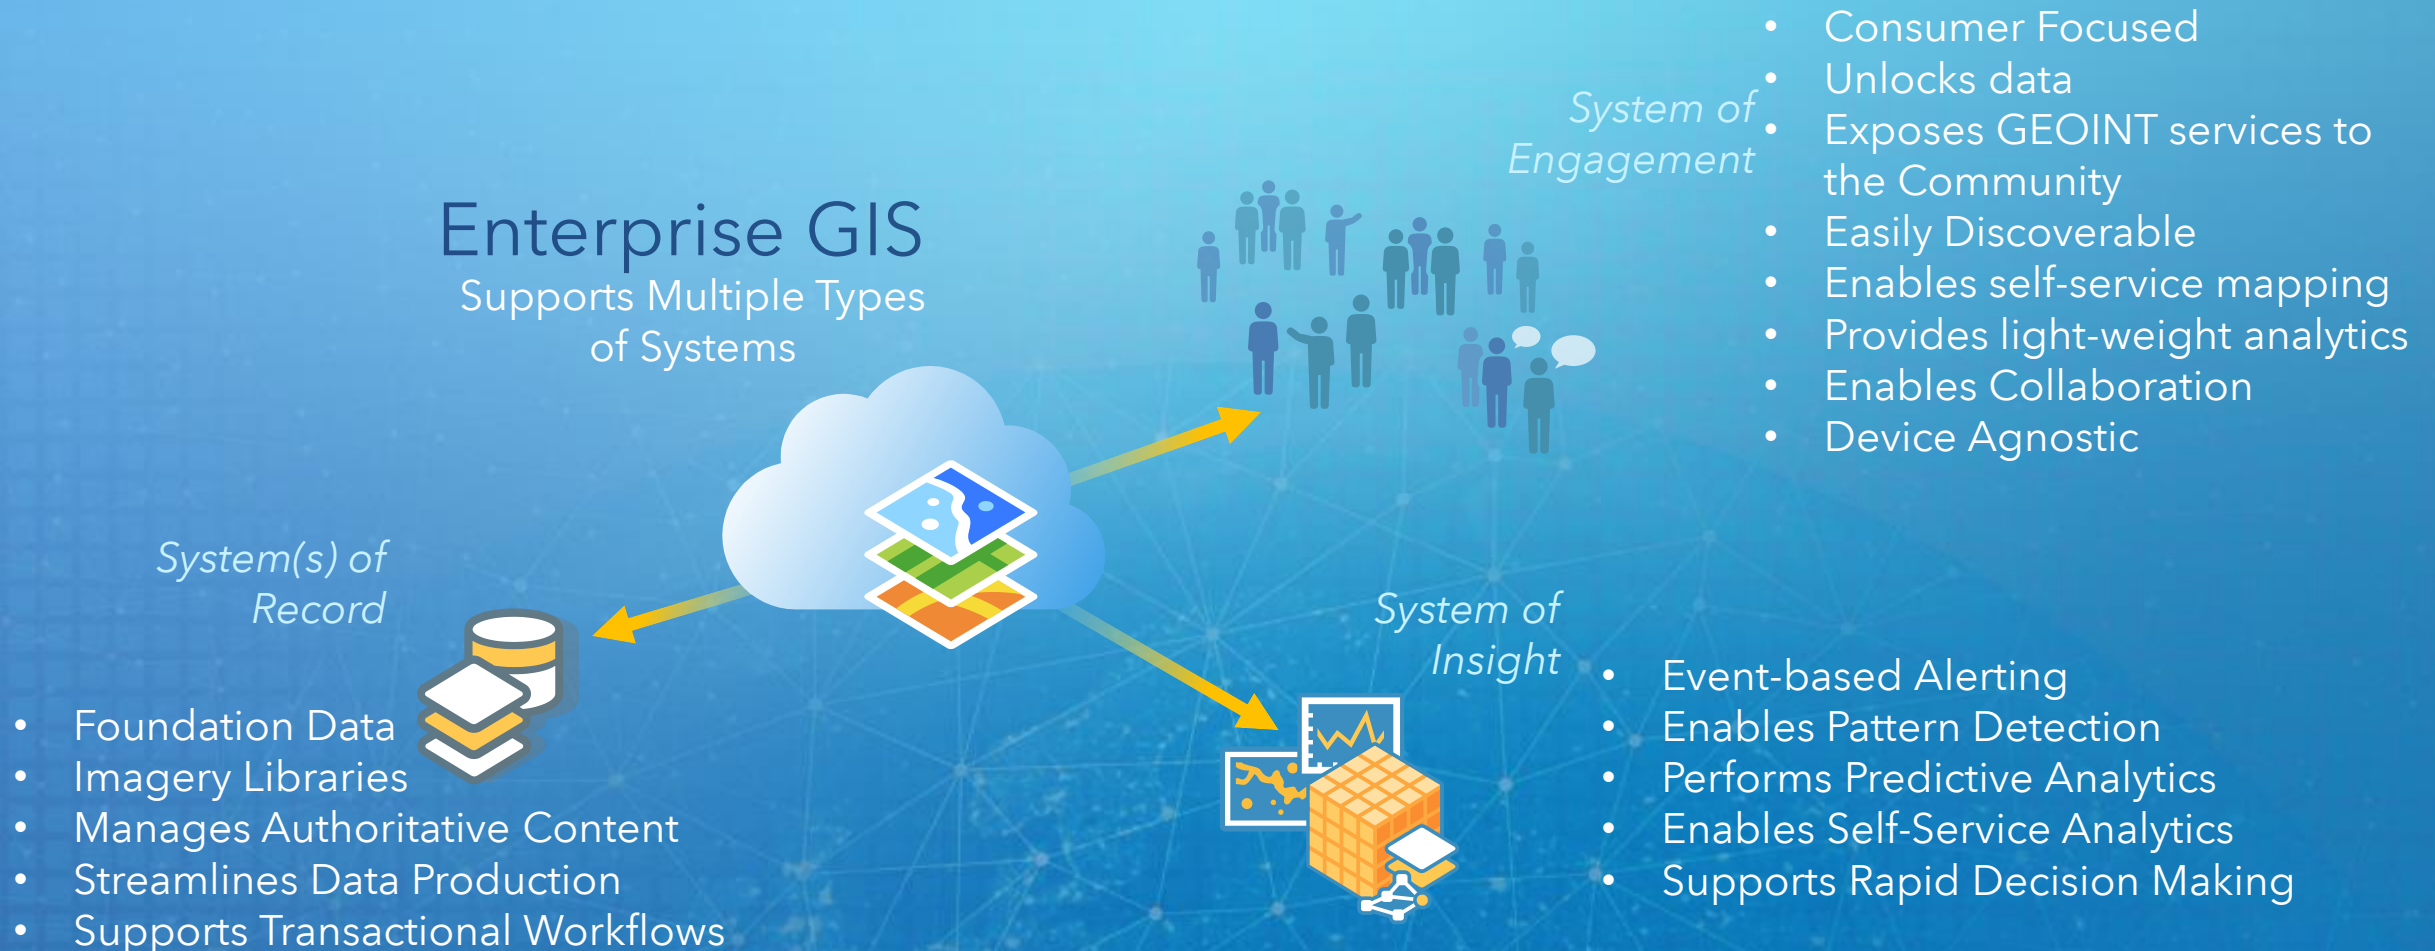 Enterprise GIS
Supports Multiple Types
of Systems
System of
Engagement
• Consumer Focused
• Unlocks data
• Exposes GEOINT services to
the Community
• Easily Discoverable
• Enables self-service mapping
• Provides light-weight analytics
• Enables Collaboration
• Device Agnostic
System(s) of
Record
• Foundation Data
• Imagery Libraries
• Manages Authoritative Content
• Streamlines Data Production
• Supports Transactional Workflows
System of
Insight
• Event-based Alerting
• Enables Pattern Detection
• Performs Predictive Analytics
• Enables Self-Service Analytics
• Supports Rapid Decision Making